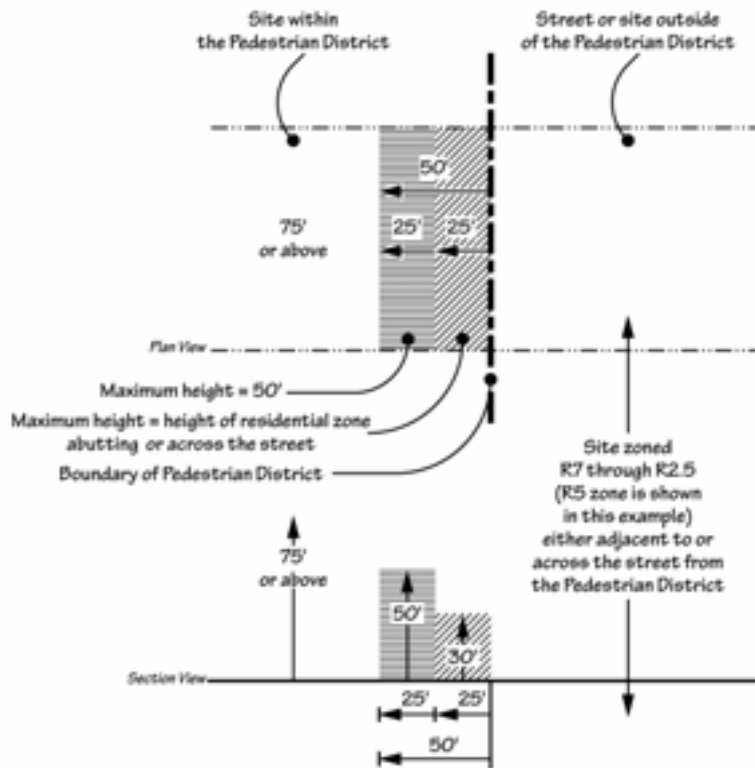 Site within
the Pedestrian District
Street or site outside
of the Pedestrian District
50'
75'
or above
25'
25'
Plan View
Maximum height = 50'
Maximum height = height of residential zone
abutting or across the street
Boundary of Pedestrian District
Site zoned
R7 through R2.5
(R5 zone is shown
in this example)
either adjacent to or
across the street from
the Pedestrian District
75'
or above
50'
30'
Section View
25'
25'
50'